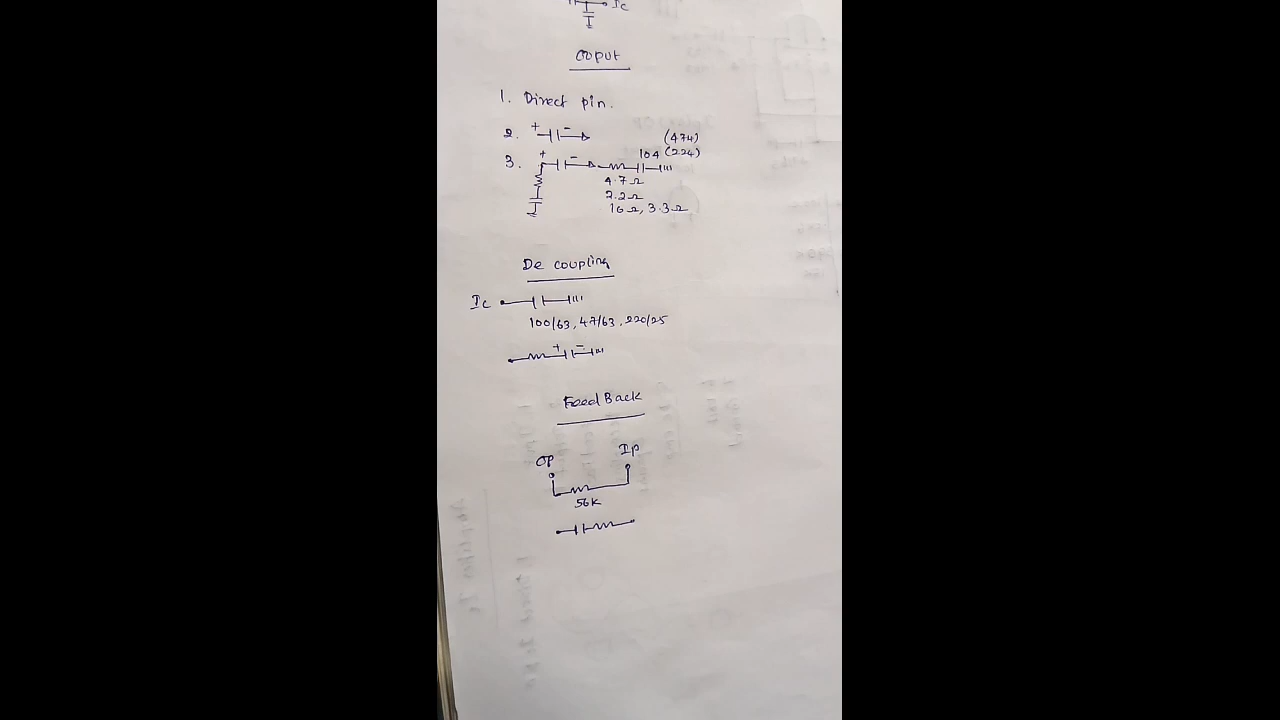 Ic
Output
1. Direct pin.
2. + -
(474)
3. + - 104 (224)
4.7Ω
2.2Ω
10Ω, 3.3Ω
De coupling
Ic
100/63, 47/63, 220/25
+ -
Feed Back
OP IP
56K